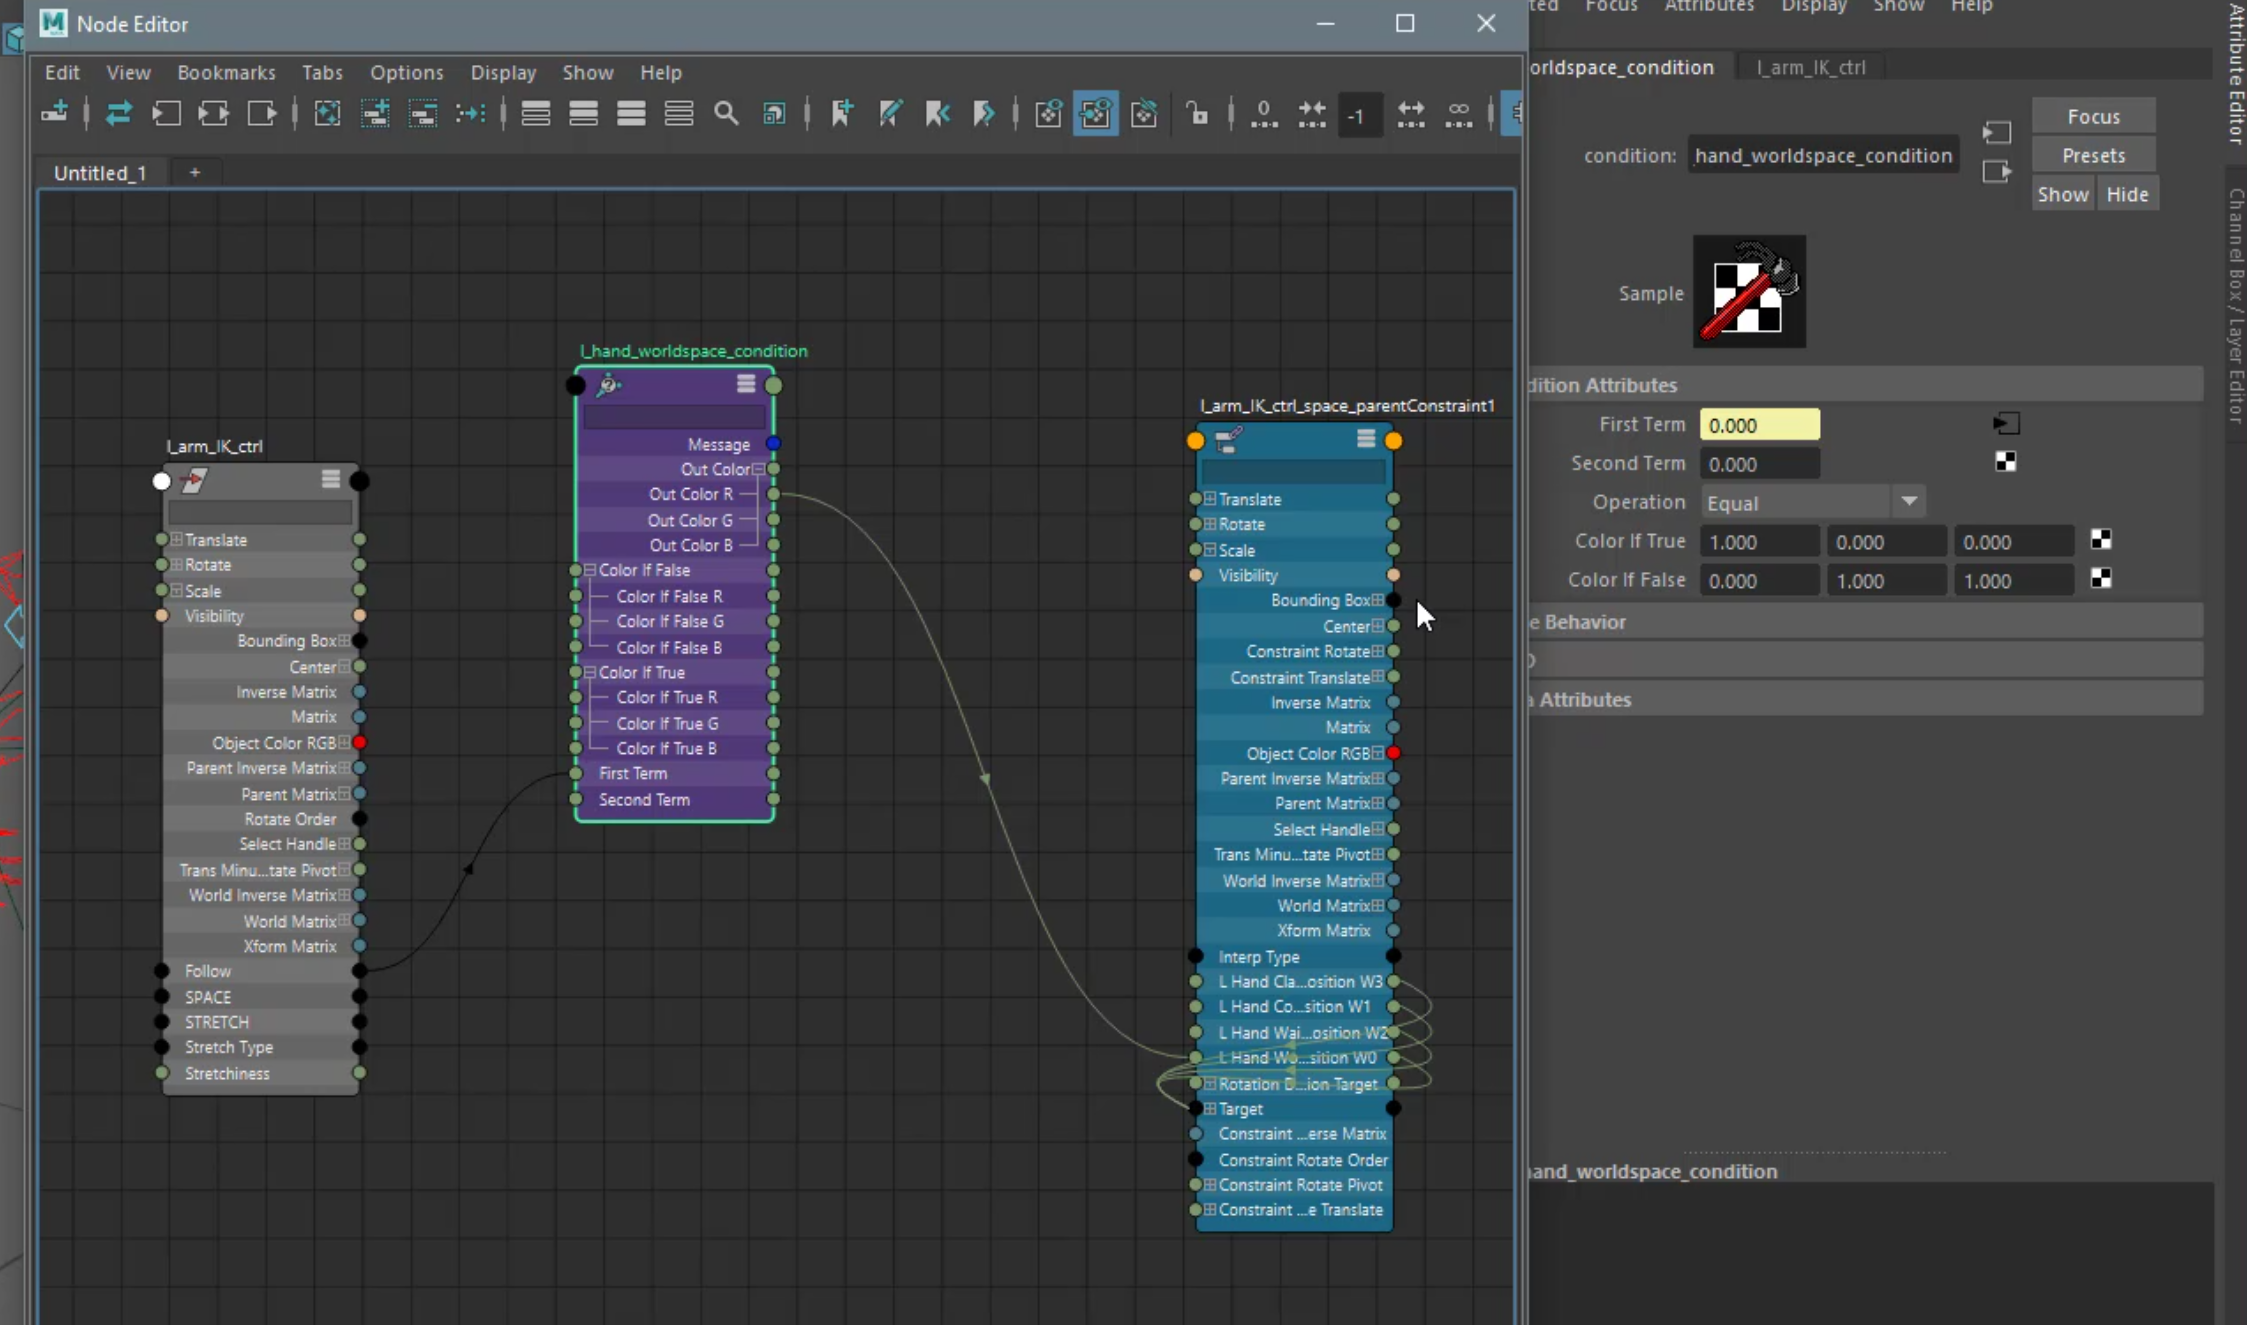 Node Editor
Edit View Bookmarks Tabs Options Display Show Help
0 -1 ∞
Untitled_1 +
l_arm_IK_ctrl
Translate
Rotate
Scale
Visibility
Bounding Box
Center
Inverse Matrix
Matrix
Object Color RGB
Parent Inverse Matrix
Parent Matrix
Rotate Order
Select Handle
Trans Minu...tate Pivot
World Inverse Matrix
World Matrix
Xform Matrix
Follow
SPACE
STRETCH
Stretch Type
Stretchiness
l_hand_worldspace_condition
Message
Out Color
Out Color R
Out Color G
Out Color B
Color If False
Color If False R
Color If False G
Color If False B
Color If True
Color If True R
Color If True G
Color If True B
First Term
Second Term
l_arm_IK_ctrl_space_parentConstraint1
Translate
Rotate
Scale
Visibility
Bounding Box
Center
Constraint Rotate
Constraint Translate
Inverse Matrix
Matrix
Object Color RGB
Parent Inverse Matrix
Parent Matrix
Select Handle
Trans Minu...tate Pivot
World Inverse Matrix
World Matrix
Xform Matrix
Interp Type
L Hand Cla...osition W3
L Hand Co...sition W1
L Hand Wai...osition W2
L Hand Wo...sition W0
Rotation D...ion Target
Target
Constraint ...erse Matrix
Constraint Rotate Order
Constraint Rotate Pivot
Constraint ...e Translate
ted Focus Attributes Display Show Help
orldspace_condition l_arm_IK_ctrl
condition: hand_worldspace_condition
Focus
Presets
Show Hide
Sample
dition Attributes
First Term 0.000
Second Term 0.000
Operation Equal
Color If True 1.000 0.000 0.000
Color If False 0.000 1.000 1.000
e Behavior
a Attributes
hand_worldspace_condition
Attribute Editor
Channel Box / Layer Editor